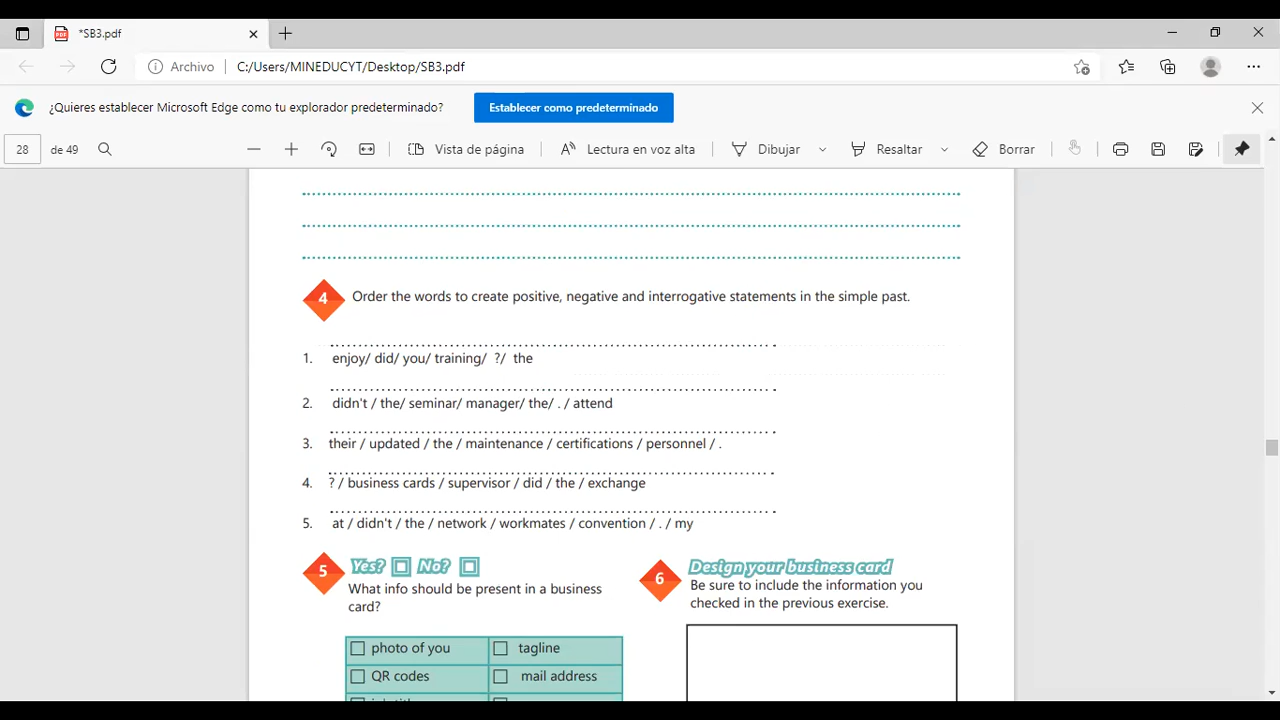 *SB3.pdf
Archivo C:/Users/MINEDUCYT/Desktop/SB3.pdf
¿Quieres establecer Microsoft Edge como tu explorador predeterminado? Establecer como predeterminado
28 de 49 Vista de página Lectura en voz alta Dibujar Resaltar Borrar
4 Order the words to create positive, negative and interrogative statements in the simple past.
1. enjoy/ did/ you/ training/ ?/ the
2. didn't / the/ seminar/ manager/ the/ . / attend
3. their / updated / the / maintenance / certifications / personnel / .
4. ? / business cards / supervisor / did / the / exchange
5. at / didn't / the / network / workmates / convention / . / my
5 Yes? No?
What info should be present in a business
card?
photo of you tagline
QR codes mail address
6 Design your business card
Be sure to include the information you
checked in the previous exercise.